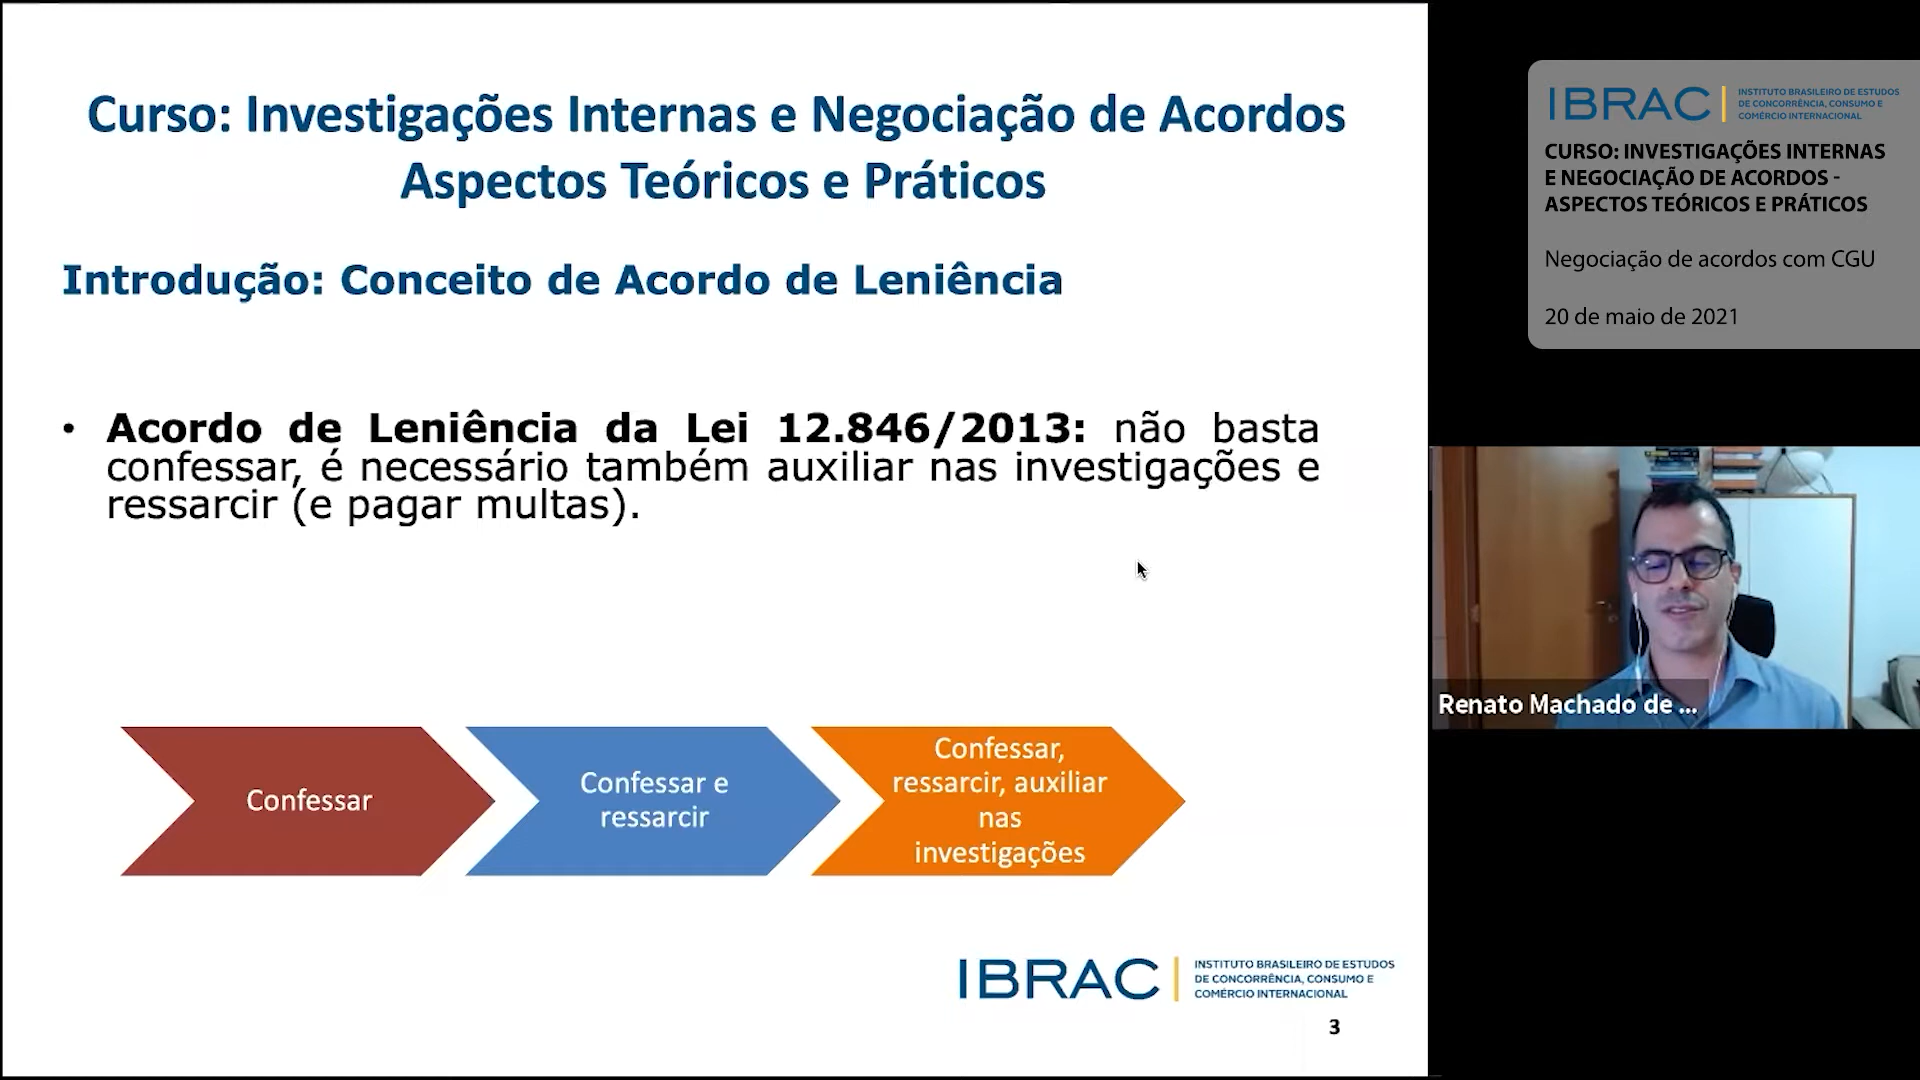 Curso: Investigações Internas e Negociação de Acordos
Aspectos Teóricos e Práticos
Introdução: Conceito de Acordo de Leniência
• Acordo de Leniência da Lei 12.846/2013: não basta
confessar, é necessário também auxiliar nas investigações e
ressarcir (e pagar multas).
Confessar
Confessar e
ressarcir
Confessar,
ressarcir, auxiliar
nas
investigações
IBRAC
INSTITUTO BRASILEIRO DE ESTUDOS
DE CONCORRÊNCIA, CONSUMO E
COMÉRCIO INTERNACIONAL
3
IBRAC
INSTITUTO BRASILEIRO DE ESTUDOS
DE CONCORRÊNCIA, CONSUMO E
COMÉRCIO INTERNACIONAL
CURSO: INVESTIGAÇÕES INTERNAS
E NEGOCIAÇÃO DE ACORDOS -
ASPECTOS TEÓRICOS E PRÁTICOS
Negociação de acordos com CGU
20 de maio de 2021
Renato Machado de ...